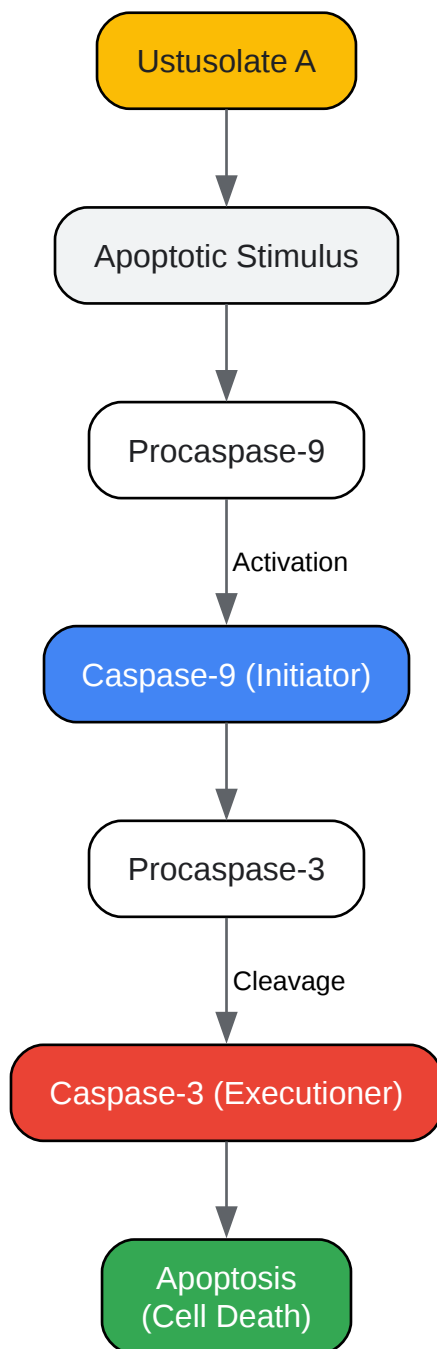 Ustusolate A
Apoptotic Stimulus
Procaspase-9
Activation
Caspase-9 (Initiator)
Procaspase-3
Cleavage
Caspase-3 (Executioner)
Apoptosis
(Cell Death)